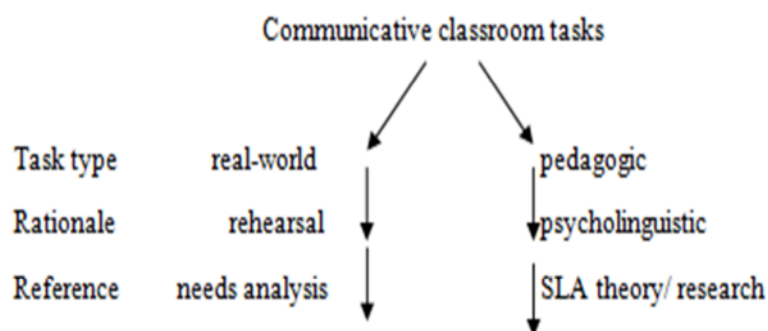 Communicative classroom tasks
Task type real-world pedagogic
Rationale rehearsal psycholinguistic
Reference needs analysis SLA theory/ research